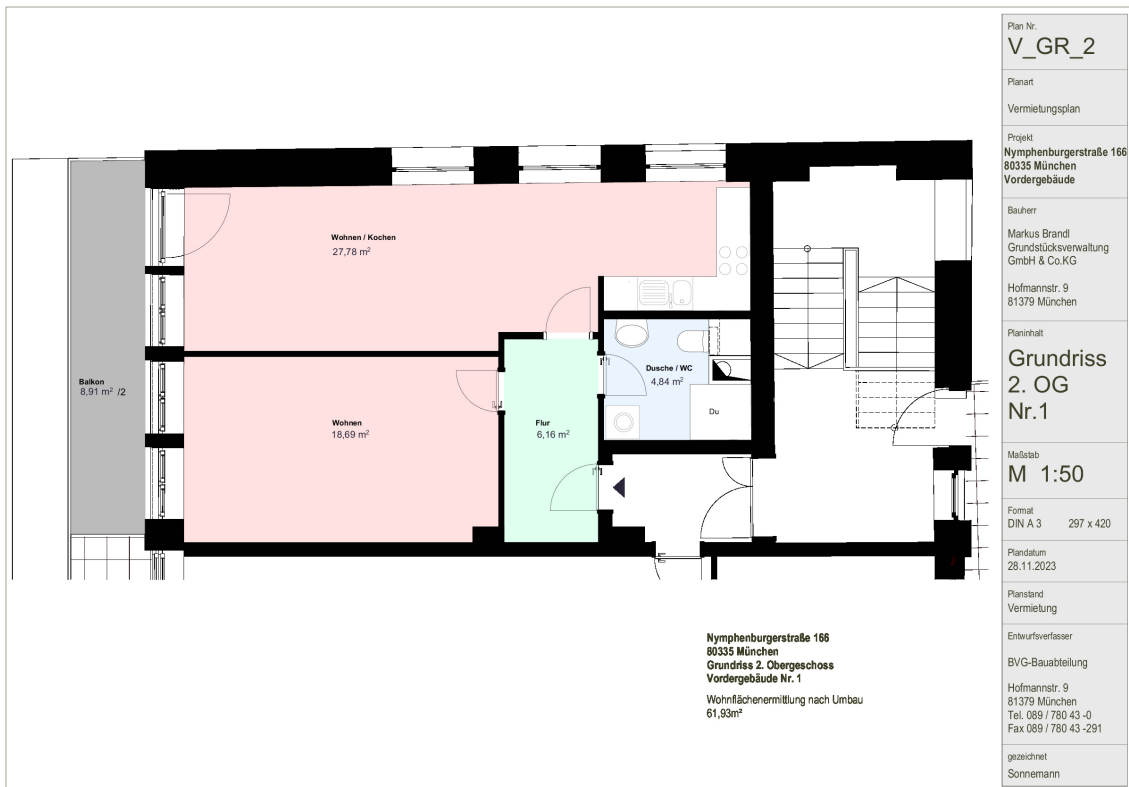 Wohnen / Kochen
27,78 m²
Balkon
8,91 m² /2
Wohnen
18,69 m²
Flur
6,16 m²
Dusche / WC
4,84 m²
Du
Nymphenburgerstraße 166
80335 München
Grundriss 2. Obergeschoss
Vordergebäude Nr. 1
Wohnflächenermittlung nach Umbau
61,93m²
Plan Nr.
V_GR_2
Planart
Vermietungsplan
Projekt
Nymphenburgerstraße 166
80335 München
Vordergebäude
Bauherr
Markus Brandl
Grundstücksverwaltung
GmbH & Co.KG
Hofmannstr. 9
81379 München
Planinhalt
Grundriss
2. OG
Nr.1
Maßstab
M 1:50
Format
DIN A 3 297 x 420
Plandatum
28.11.2023
Planstand
Vermietung
Entwurfsverfasser
BVG-Bauabteilung
Hofmannstr. 9
81379 München
Tel. 089 / 780 43 -0
Fax 089 / 780 43 -291
gezeichnet
Sonnemann